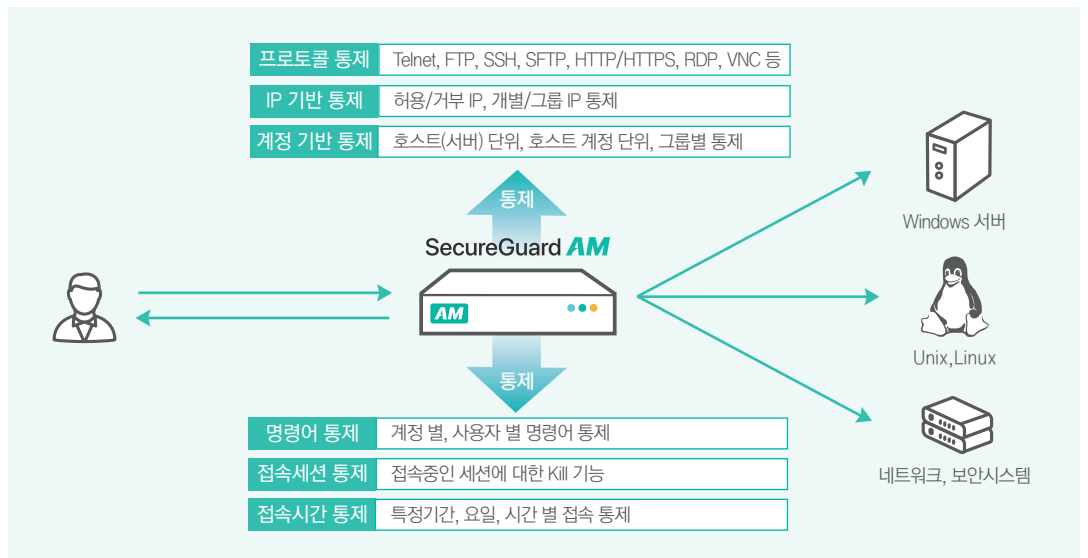 프로토콜 통제 Telnet, FTP, SSH, SFTP, HTTP/HTTPS, RDP, VNC 등
IP 기반 통제 허용/거부 IP, 개별/그룹 IP 통제
계정 기반 통제 호스트(서버) 단위, 호스트 계정 단위, 그룹별 통제
통제
SecureGuard AM
AM
통제
Windows 서버
Unix,Linux
네트워크, 보안시스템
명령어 통제 계정 별, 사용자 별 명령어 통제
접속세션 통제 접속중인 세션에 대한 Kill 기능
접속시간 통제 특정기간, 요일, 시간 별 접속 통제